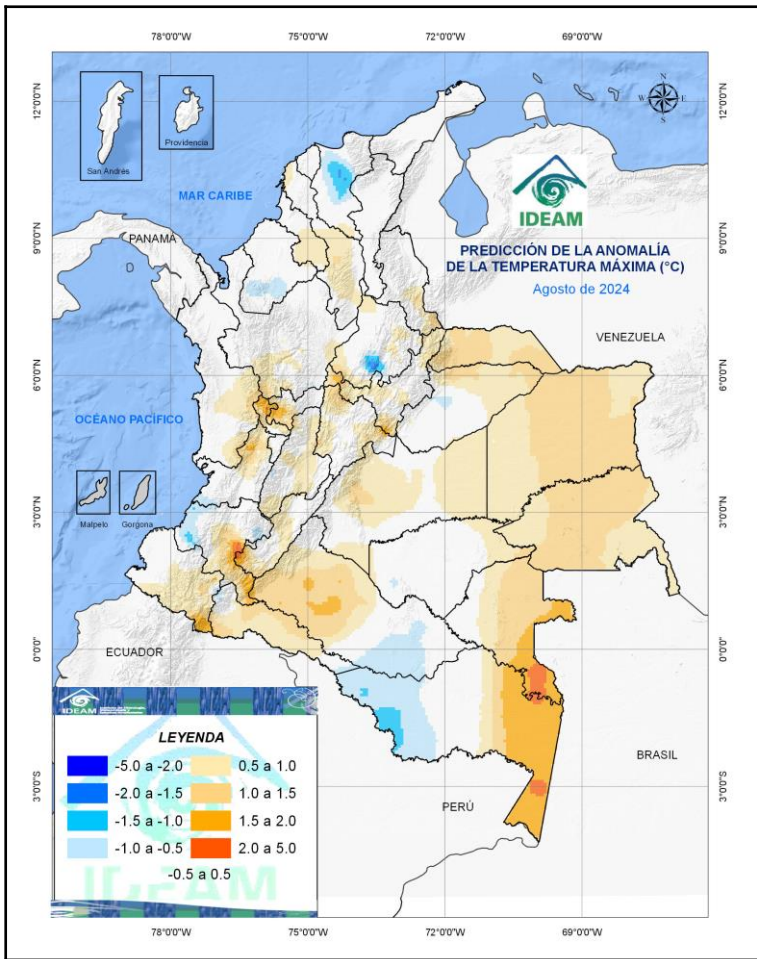 78°0'0"W 75°0'0"W 72°0'0"W 69°0'0"W
12°0'0"N
9°0'0"N
6°0'0"N
3°0'0"N
0°0'0"
3°0'0"S
12°0'0"N
9°0'0"N
6°0'0"N
3°0'0"N
0°0'0"
3°0'0"S
N
W E
S
San Andrés
Providencia
MAR CARIBE
IDEAM
PANAMÁ
PREDICCIÓN DE LA ANOMALÍA
DE LA TEMPERATURA MÁXIMA (°C)
Agosto de 2024
VENEZUELA
OCÉANO PACÍFICO
Malpelo
Gorgona
ECUADOR
BRASIL
PERÚ
IDEAM
LEYENDA
-5.0 a -2.0 0.5 a 1.0
-2.0 a -1.5 1.0 a 1.5
-1.5 a -1.0 1.5 a 2.0
-1.0 a -0.5 2.0 a 5.0
-0.5 a 0.5
IDEAM
78°0'0"W 75°0'0"W 72°0'0"W 69°0'0"W